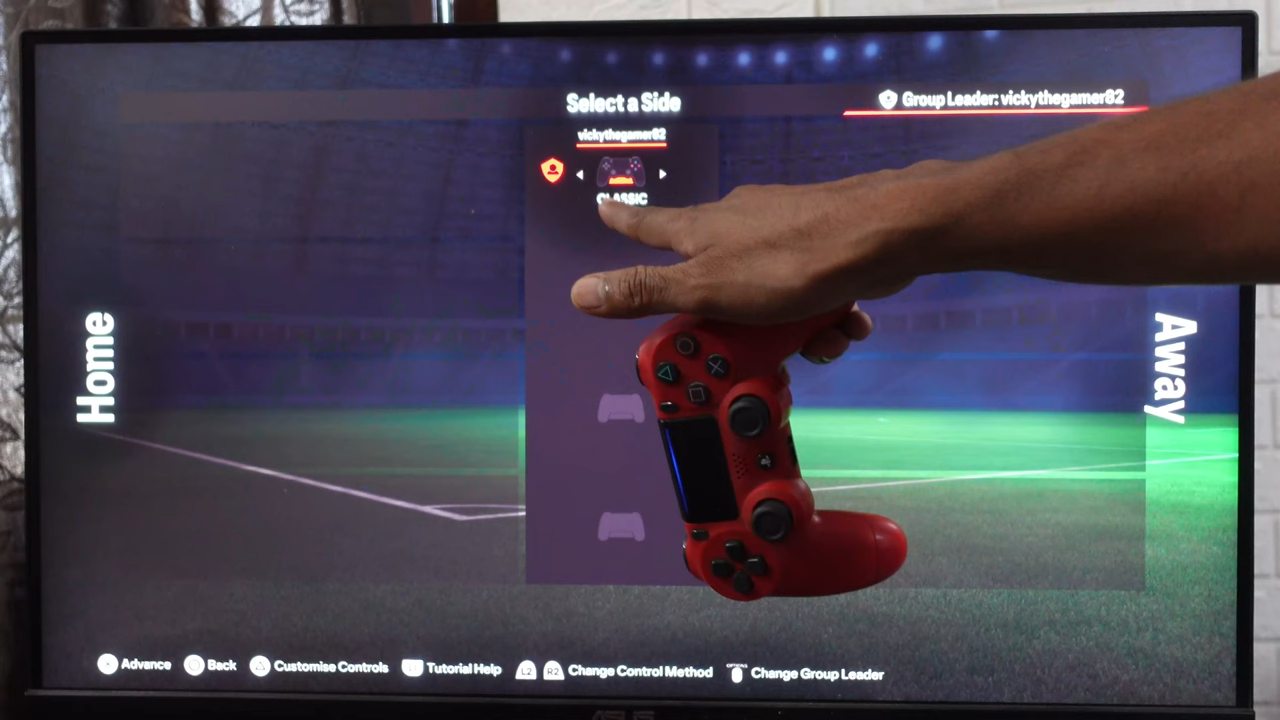 Select a Side
Group Leader: vickythegamer82
vickythegamer82
CLASSIC
Home
Away
Advance
Back
Customise Controls
Tutorial Help
L2 R2 Change Control Method
OPTIONS
Change Group Leader